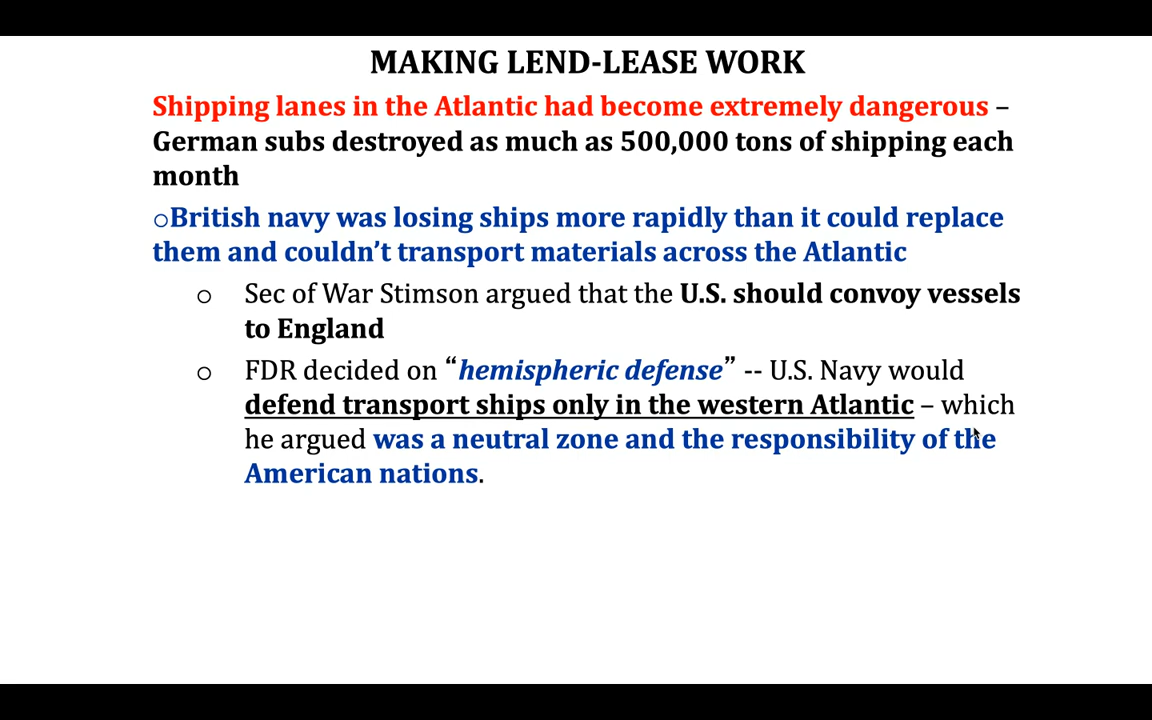 MAKING LEND-LEASE WORK
Shipping lanes in the Atlantic had become extremely dangerous –
German subs destroyed as much as 500,000 tons of shipping each
month
oBritish navy was losing ships more rapidly than it could replace
them and couldn’t transport materials across the Atlantic
o Sec of War Stimson argued that the U.S. should convoy vessels
to England
o FDR decided on “hemispheric defense” -- U.S. Navy would
defend transport ships only in the western Atlantic – which
he argued was a neutral zone and the responsibility of the
American nations.